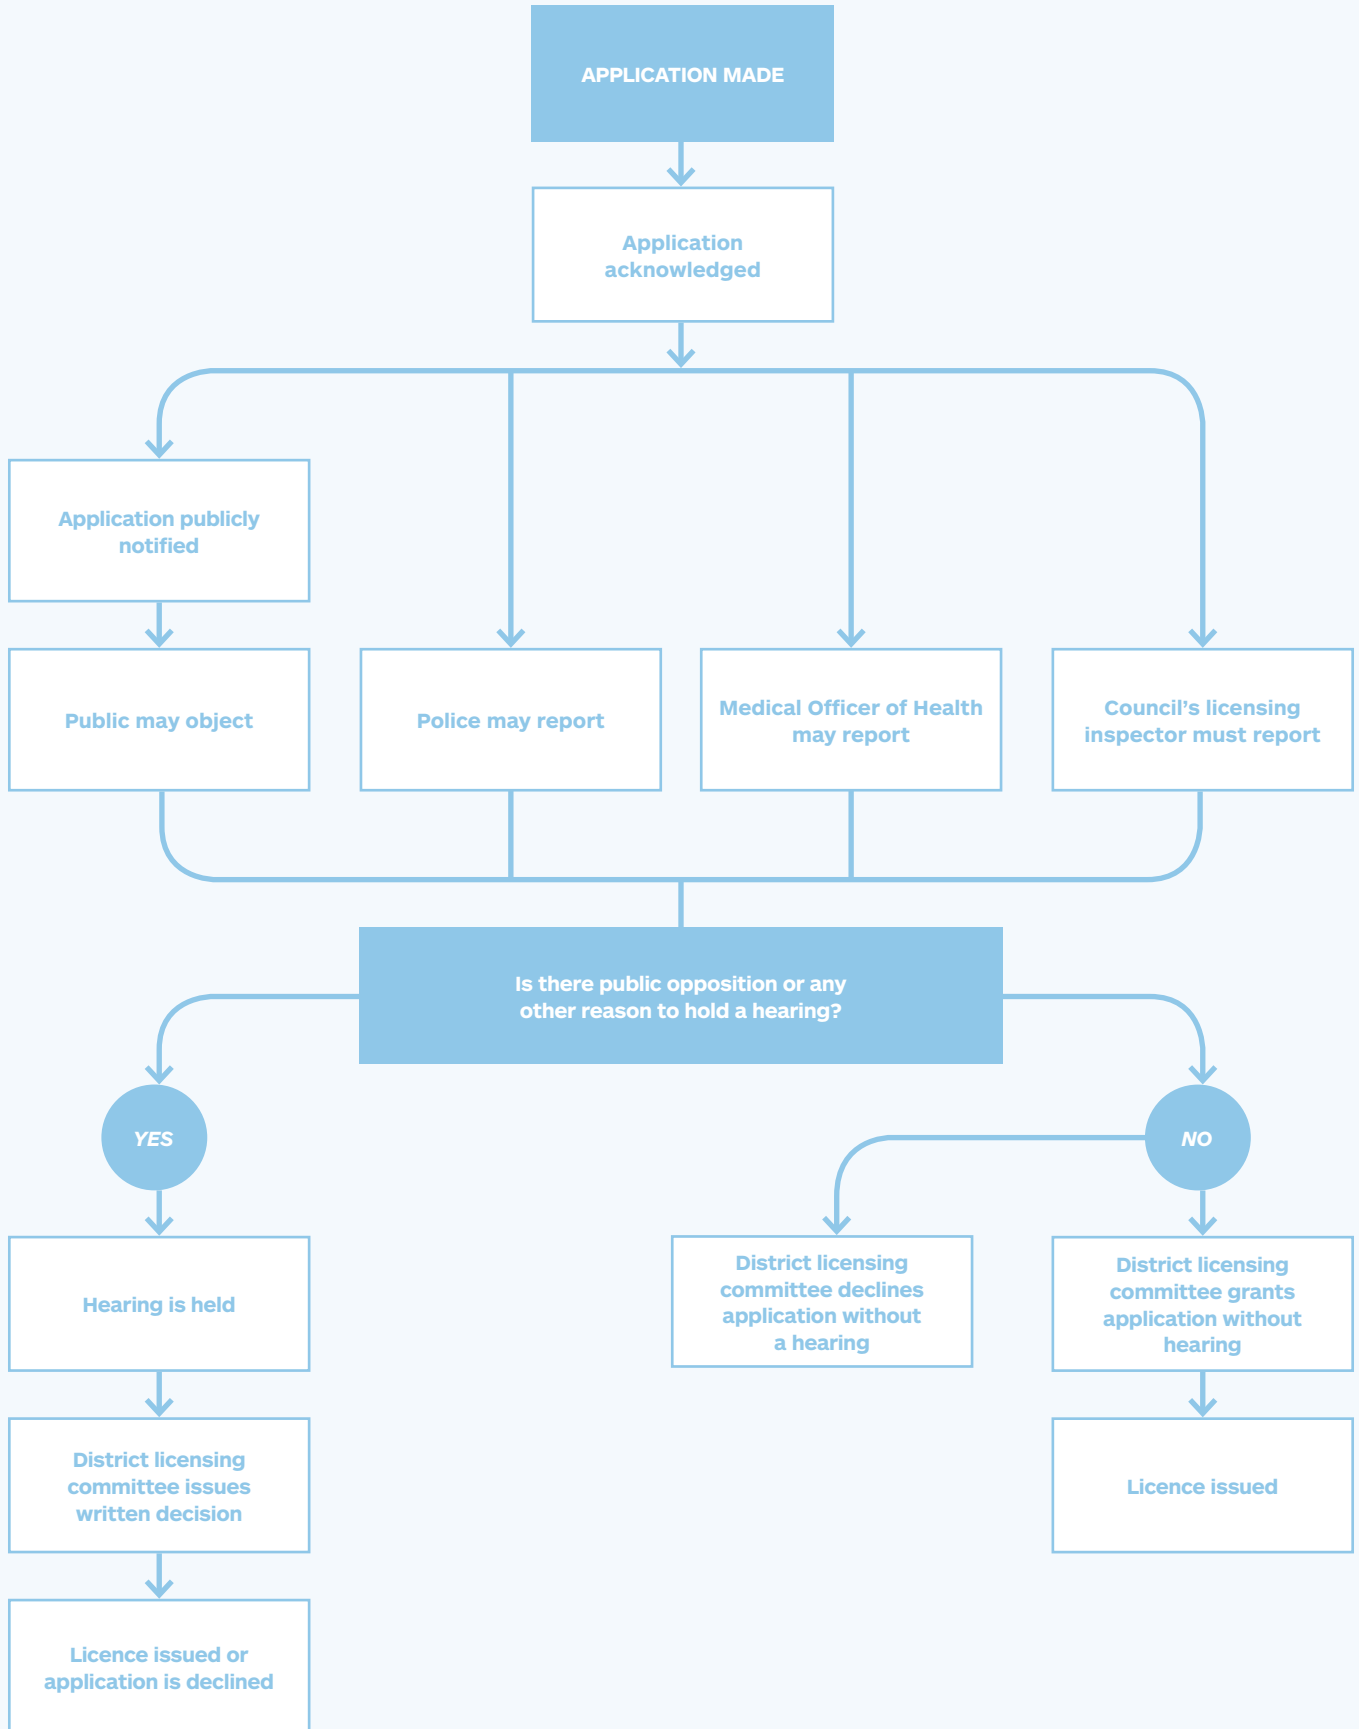 APPLICATION MADE
Application
acknowledged
Application publicly
notified
Public may object
Police may report
Medical Officer of Health
may report
Council’s licensing
inspector must report
Is there public opposition or any
other reason to hold a hearing?
YES
NO
Hearing is held
District licensing
committee declines
application without
a hearing
District licensing
committee grants
application without
hearing
District licensing
committee issues
written decision
Licence issued
Licence issued or
application is declined